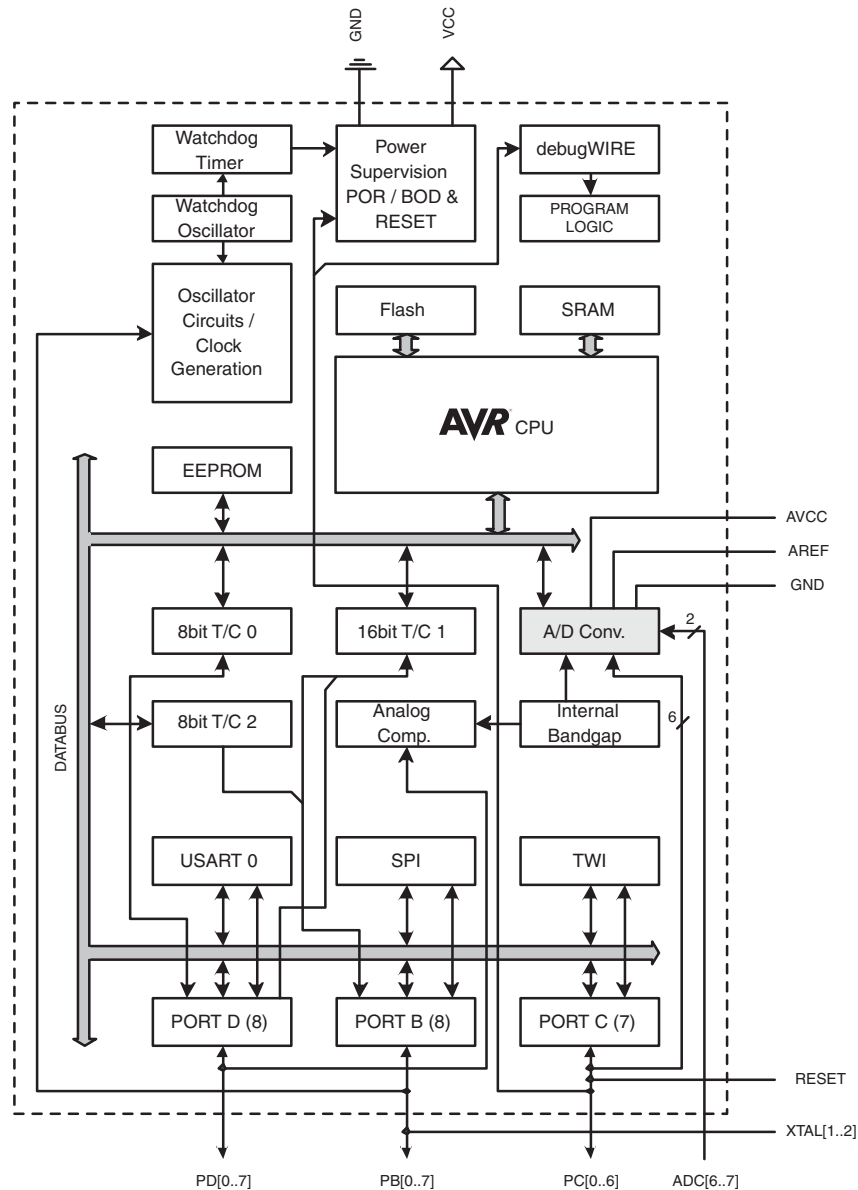 GND
VCC
Watchdog
Timer
Power
Supervision
POR / BOD &
RESET
debugWIRE
Watchdog
Oscillator
PROGRAM
LOGIC
Oscillator
Circuits /
Clock
Generation
Flash
SRAM
AVR CPU
EEPROM
AVCC
AREF
GND
8bit T/C 0
16bit T/C 1
A/D Conv.
2
DATABUS
8bit T/C 2
Analog
Comp.
Internal
Bandgap
6
USART 0
SPI
TWI
PORT D (8)
PORT B (8)
PORT C (7)
RESET
XTAL[1..2]
PD[0..7]
PB[0..7]
PC[0..6]
ADC[6..7]